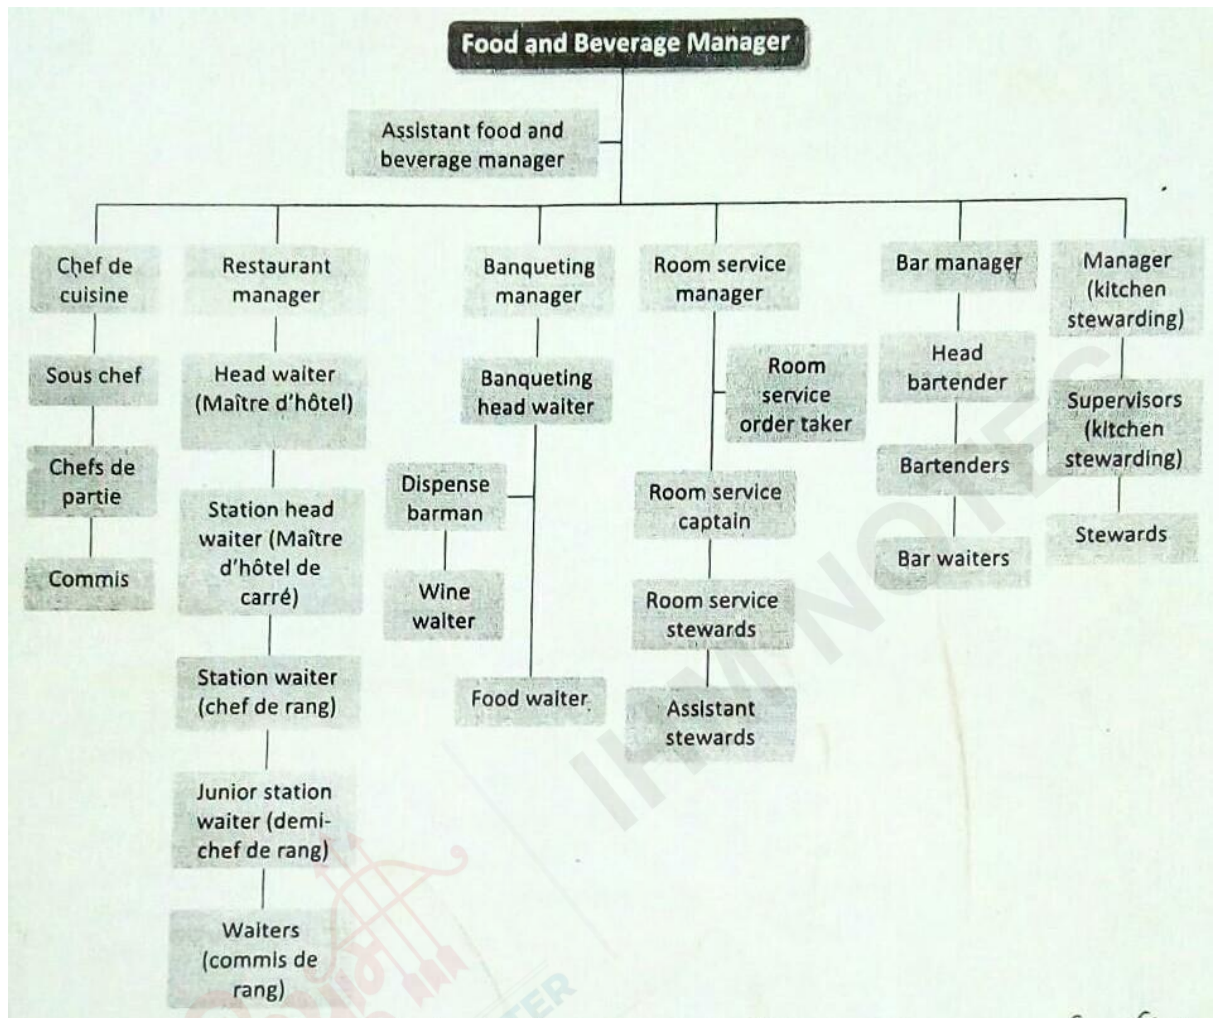 Food and Beverage Manager
Assistant food and
beverage manager
Chef de
cuisine
Sous chef
Chefs de
partie
Commis
Restaurant
manager
Head waiter
(Maître d'hôtel)
Station head
waiter (Maître
d'hôtel de
carré)
Station waiter
(chef de rang)
Junior station
waiter (demi-
chef de rang)
Waiters
(commis de
rang)
Banqueting
manager
Banqueting
head waiter
Dispense
barman
Wine
waiter
Food waiter
Room service
manager
Room
service
order taker
Room service
captain
Room service
stewards
Assistant
stewards
Bar manager
Head
bartender
Bartenders
Bar waiters
Manager
(kitchen
stewarding)
Supervisors
(kitchen
stewarding)
Stewards
IHM NOTES